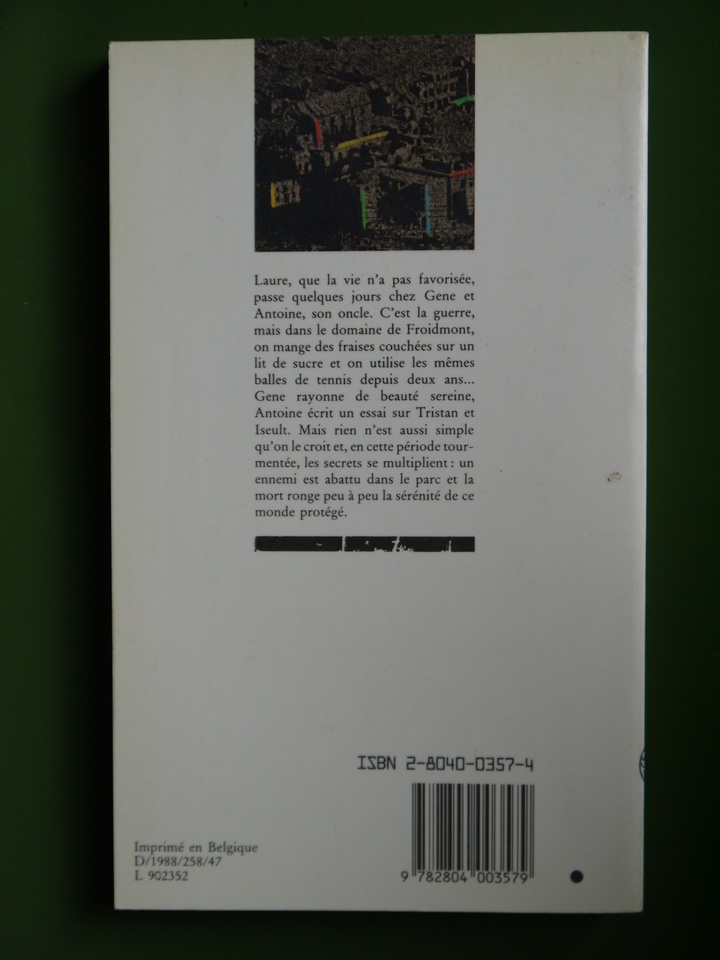 Laure, que la vie n'a pas favorisée,
passe quelques jours chez Gene et
Antoine, son oncle. C'est la guerre,
mais dans le domaine de Froidmont,
on mange des fraises couchées sur un
lit de sucre et on utilise les mêmes
balles de tennis depuis deux ans...
Gene rayonne de beauté sereine,
Antoine écrit un essai sur Tristan et
Iseult. Mais rien n'est aussi simple
qu'on le croit et, en cette période tour-
mentée, les secrets se multiplient : un
ennemi est abattu dans le parc et la
mort ronge peu à peu la sérénité de ce
monde protégé.
ISBN 2-8040-0357-4
9 782804 003579
Imprimé en Belgique
D/1988/258/47
L 902352